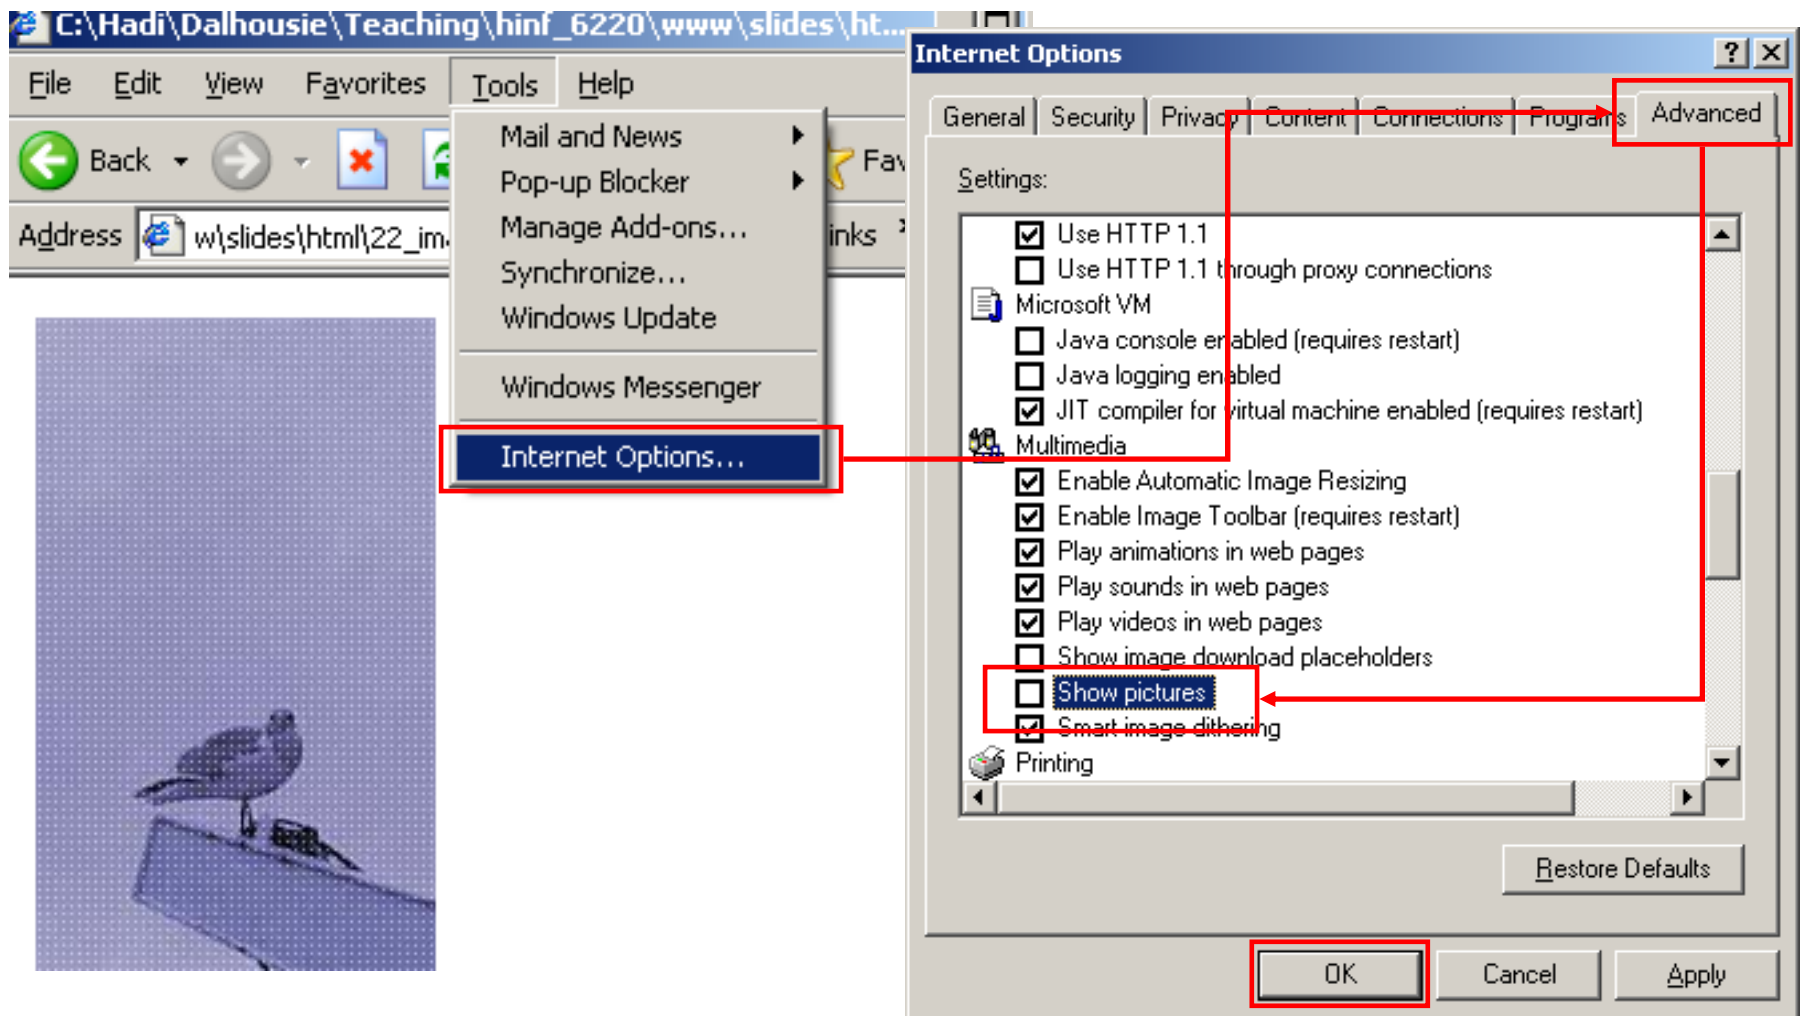 C:\Hadi\Dalhousie\Teaching\hinf_6220\www\slides\ht...
File Edit View Favorites Tools Help
Back
Address w\slides\html\22_im
Mail and News
Pop-up Blocker
Manage Add-ons...
Synchronize...
Windows Update
Windows Messenger
Internet Options...
Fav
inks
Internet Options
General Security Privacy Content Connections Programs Advanced
Settings:
Use HTTP 1.1
Use HTTP 1.1 through proxy connections
Microsoft VM
Java console enabled (requires restart)
Java logging enabled
JIT compiler for virtual machine enabled (requires restart)
Multimedia
Enable Automatic Image Resizing
Enable Image Toolbar (requires restart)
Play animations in web pages
Play sounds in web pages
Play videos in web pages
Show image download placeholders
Show pictures
Smart image dithering
Printing
Restore Defaults
OK Cancel Apply